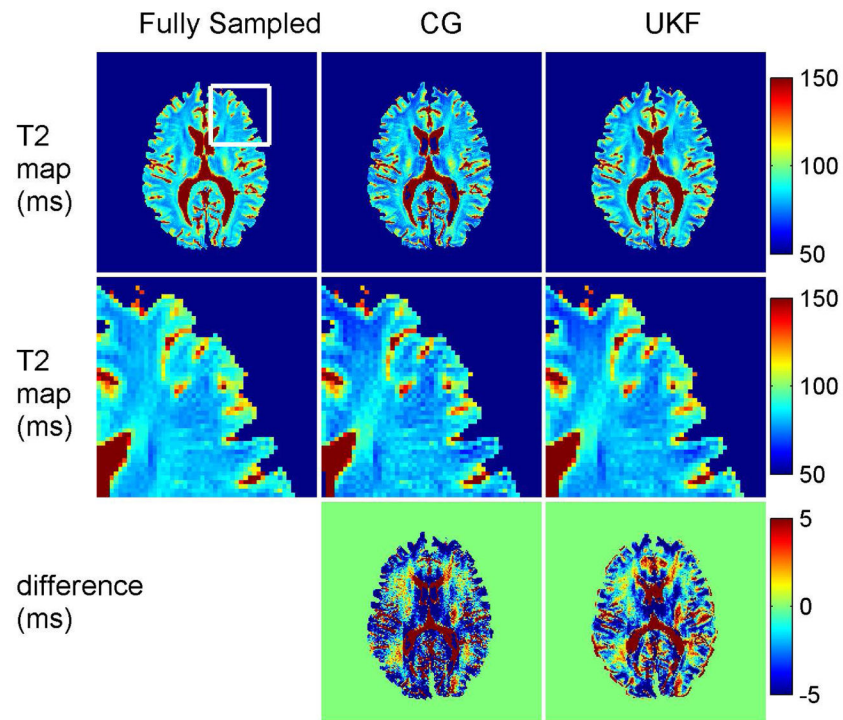 Fully Sampled CG UKF
T2
map
(ms)
150
100
50
T2
map
(ms)
150
100
50
difference
(ms)
5
0
-5